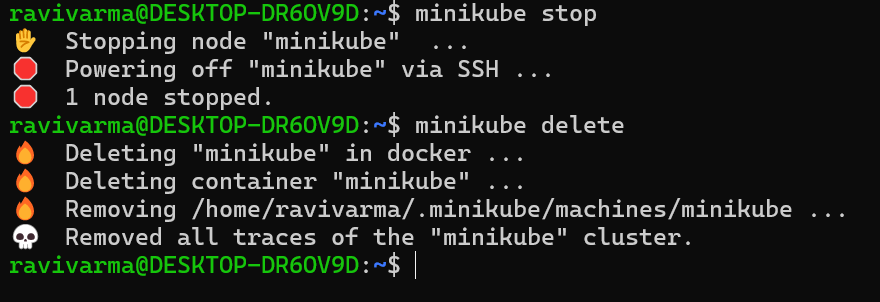 ravivarma@DESKTOP-DR6OV9D:~$ minikube stop
✋ Stopping node "minikube" ...
🛑 Powering off "minikube" via SSH ...
🛑 1 node stopped.
ravivarma@DESKTOP-DR6OV9D:~$ minikube delete
🔥 Deleting "minikube" in docker ...
🔥 Deleting container "minikube" ...
🔥 Removing /home/ravivarma/.minikube/machines/minikube ...
💀 Removed all traces of the "minikube" cluster.
ravivarma@DESKTOP-DR6OV9D:~$